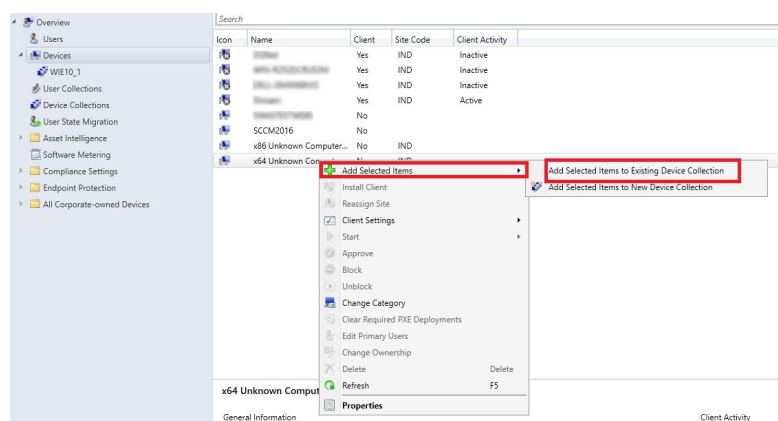 Overview
Users
Devices
WIE10_1
User Collections
Device Collections
User State Migration
Asset Intelligence
Software Metering
Compliance Settings
Endpoint Protection
All Corporate-owned Devices
Search
Icon Name Client Site Code Client Activity
Yes IND Inactive
Yes IND Inactive
Yes IND Inactive
Yes IND Active
No
SCCM2016 No
x86 Unknown Computer... No IND
x64 Unknown
Add Selected Items
Add Selected Items to Existing Device Collection
Add Selected Items to New Device Collection
Install Client
Reassign Site
Client Settings
Start
Approve
Block
Unblock
Change Category
Clear Required PXE Deployments
Edit Primary Users
Change Ownership
Delete Delete
Refresh F5
Properties
x64 Unknown Comput
General Information
Client Activity